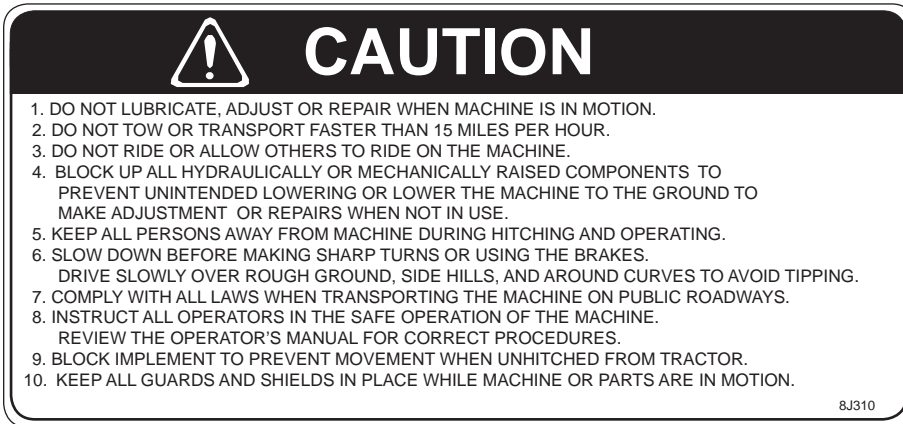 CAUTION
1. DO NOT LUBRICATE, ADJUST OR REPAIR WHEN MACHINE IS IN MOTION.
2. DO NOT TOW OR TRANSPORT FASTER THAN 15 MILES PER HOUR.
3. DO NOT RIDE OR ALLOW OTHERS TO RIDE ON THE MACHINE.
4. BLOCK UP ALL HYDRAULICALLY OR MECHANICALLY RAISED COMPONENTS TO
PREVENT UNINTENDED LOWERING OR LOWER THE MACHINE TO THE GROUND TO
MAKE ADJUSTMENT OR REPAIRS WHEN NOT IN USE.
5. KEEP ALL PERSONS AWAY FROM MACHINE DURING HITCHING AND OPERATING.
6. SLOW DOWN BEFORE MAKING SHARP TURNS OR USING THE BRAKES.
DRIVE SLOWLY OVER ROUGH GROUND, SIDE HILLS, AND AROUND CURVES TO AVOID TIPPING.
7. COMPLY WITH ALL LAWS WHEN TRANSPORTING THE MACHINE ON PUBLIC ROADWAYS.
8. INSTRUCT ALL OPERATORS IN THE SAFE OPERATION OF THE MACHINE.
REVIEW THE OPERATOR'S MANUAL FOR CORRECT PROCEDURES.
9. BLOCK IMPLEMENT TO PREVENT MOVEMENT WHEN UNHITCHED FROM TRACTOR.
10. KEEP ALL GUARDS AND SHIELDS IN PLACE WHILE MACHINE OR PARTS ARE IN MOTION.
8J310